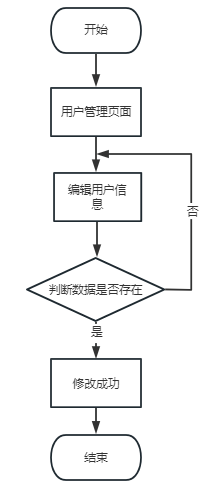 开始
用户管理页面
编辑用户信
息
否
判断数据是否存在
是
修改成功
结束